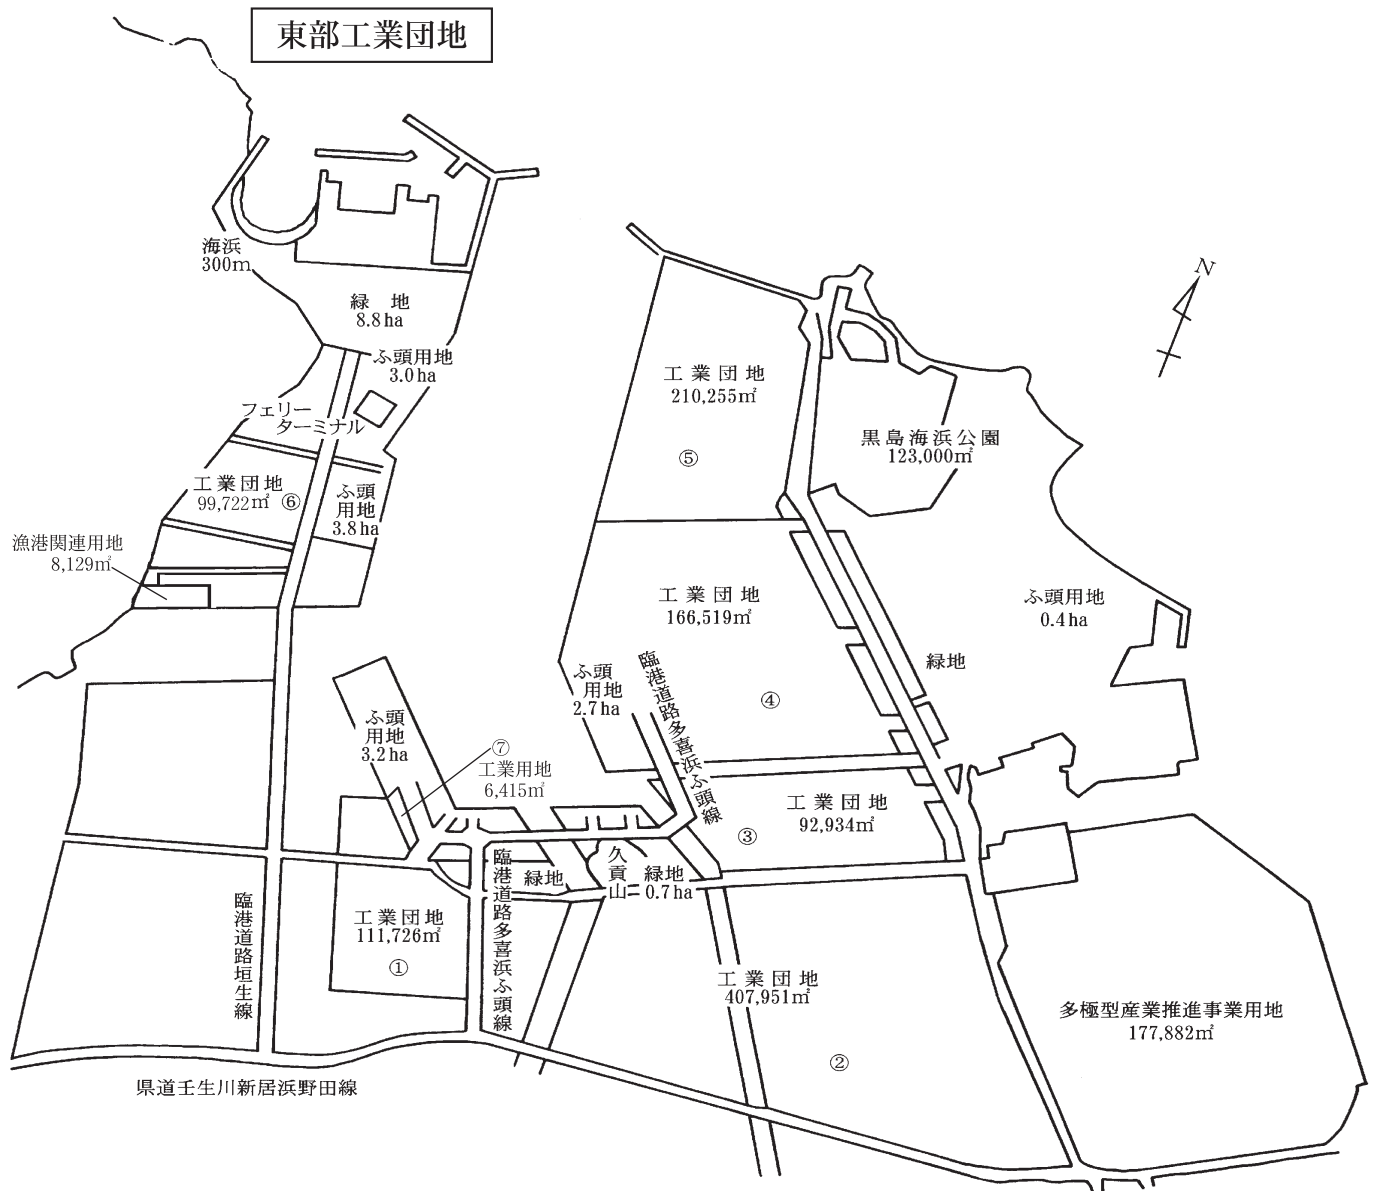 東部工業団地
N
海浜
300m
緑地
8.8ha
ふ頭用地
3.0ha
フェリー
ターミナル
工業団地
99,722㎡ ⑥
ふ頭
用地
3.8ha
漁港関連用地
8,129㎡
工業団地
210,255㎡
⑤
黒島海浜公園
123,000㎡
工業団地
166,519㎡
④
ふ頭用地
0.4ha
緑地
ふ頭
用地
2.7ha
臨港道路多喜浜ふ頭線
ふ頭
用地
3.2ha
⑦
工業用地
6,415㎡
工業団地
92,934㎡
③
久貢山
緑地
緑地
0.7ha
臨港道路多喜浜ふ頭線
臨港道路垣生線
工業団地
111,726㎡
①
工業団地
407,951㎡
②
多極型産業推進事業用地
177,882㎡
県道壬生川新居浜野田線